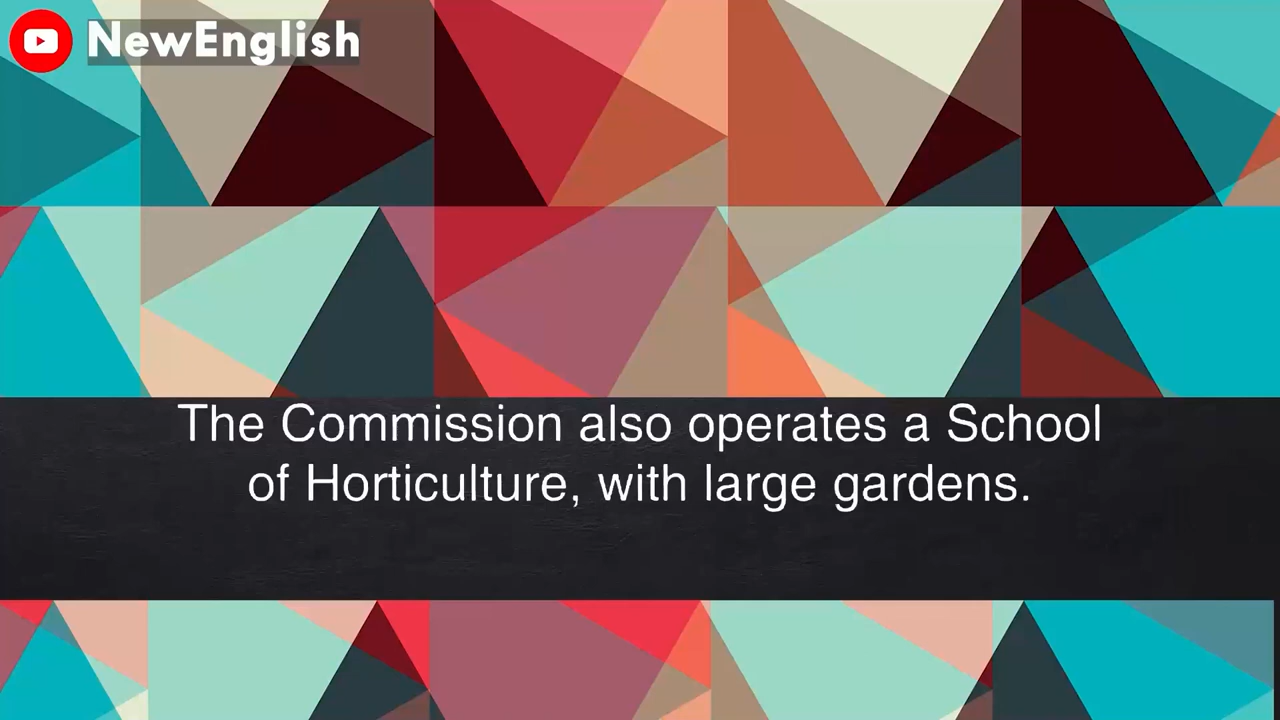 NewEnglish
The Commission also operates a School
of Horticulture, with large gardens.